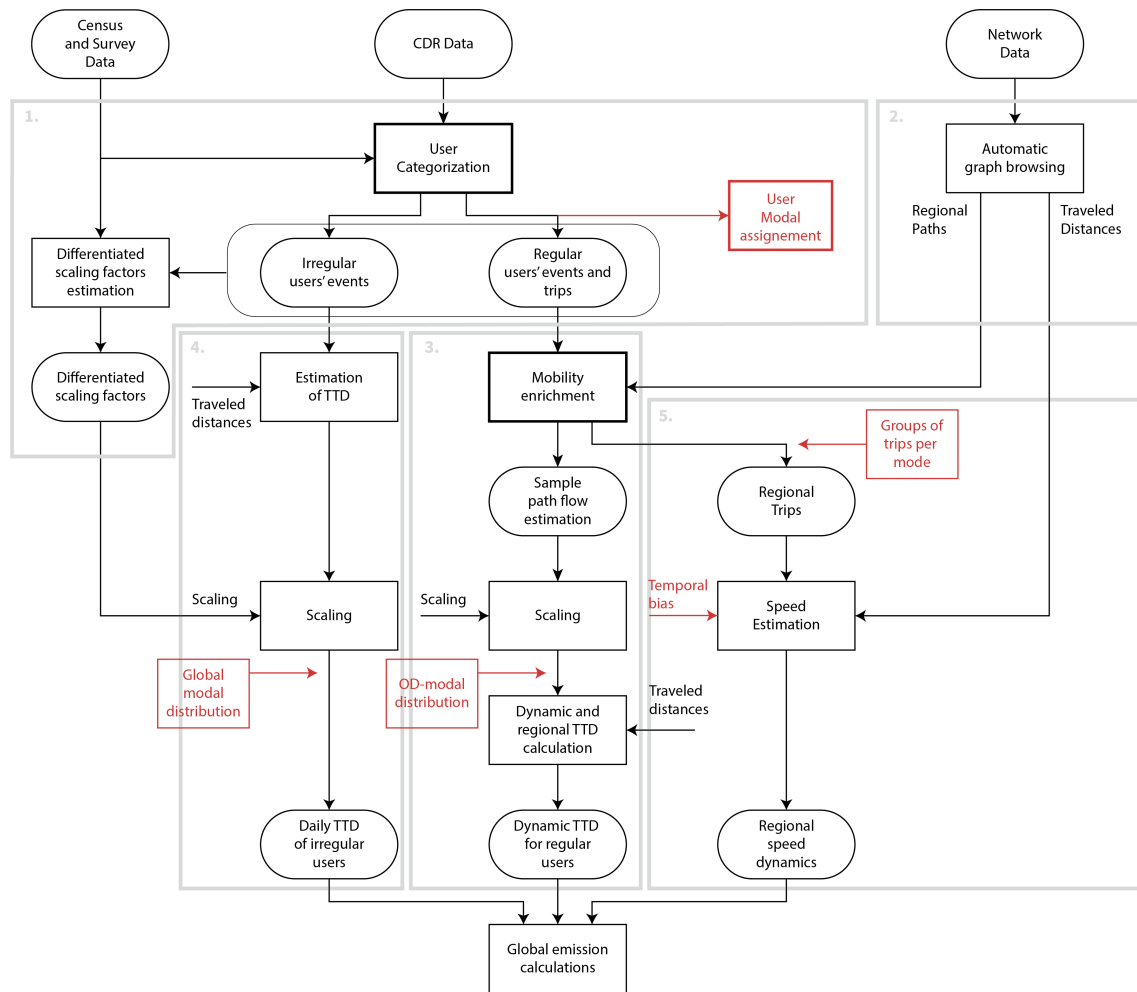 Census
and Survey
Data
CDR Data
Network
Data
1.
2.
User
Categorization
Automatic
graph browsing
User
Modal
assignement
Regional
Paths
Traveled
Distances
Differentiated
scaling factors
estimation
Irregular
users' events
Regular
users' events and
trips
4.
3.
Differentiated
scaling factors
Traveled
distances
Estimation
of TTD
Mobility
enrichment
5.
Groups of
trips per
mode
Sample
path flow
estimation
Regional
Trips
Scaling
Scaling
Scaling
Scaling
Temporal
bias
Speed
Estimation
Global
modal
distribution
OD-modal
distribution
Dynamic and
regional TTD
calculation
Traveled
distances
Daily TTD
of irregular
users
Dynamic TTD
for regular
users
Regional
speed
dynamics
Global emission
calculations